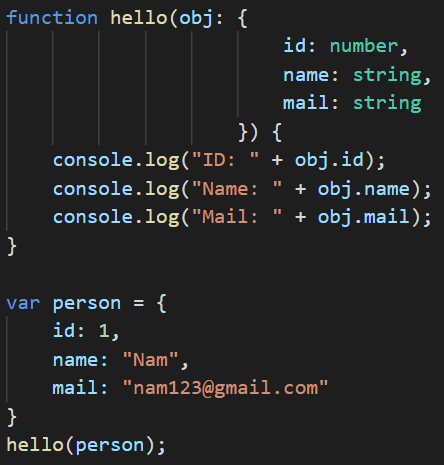 function hello(obj: {
                        id: number,
                        name: string,
                        mail: string
                    }) {
    console.log("ID: " + obj.id);
    console.log("Name: " + obj.name);
    console.log("Mail: " + obj.mail);
}

var person = {
    id: 1,
    name: "Nam",
    mail: "nam123@gmail.com"
}
hello(person);